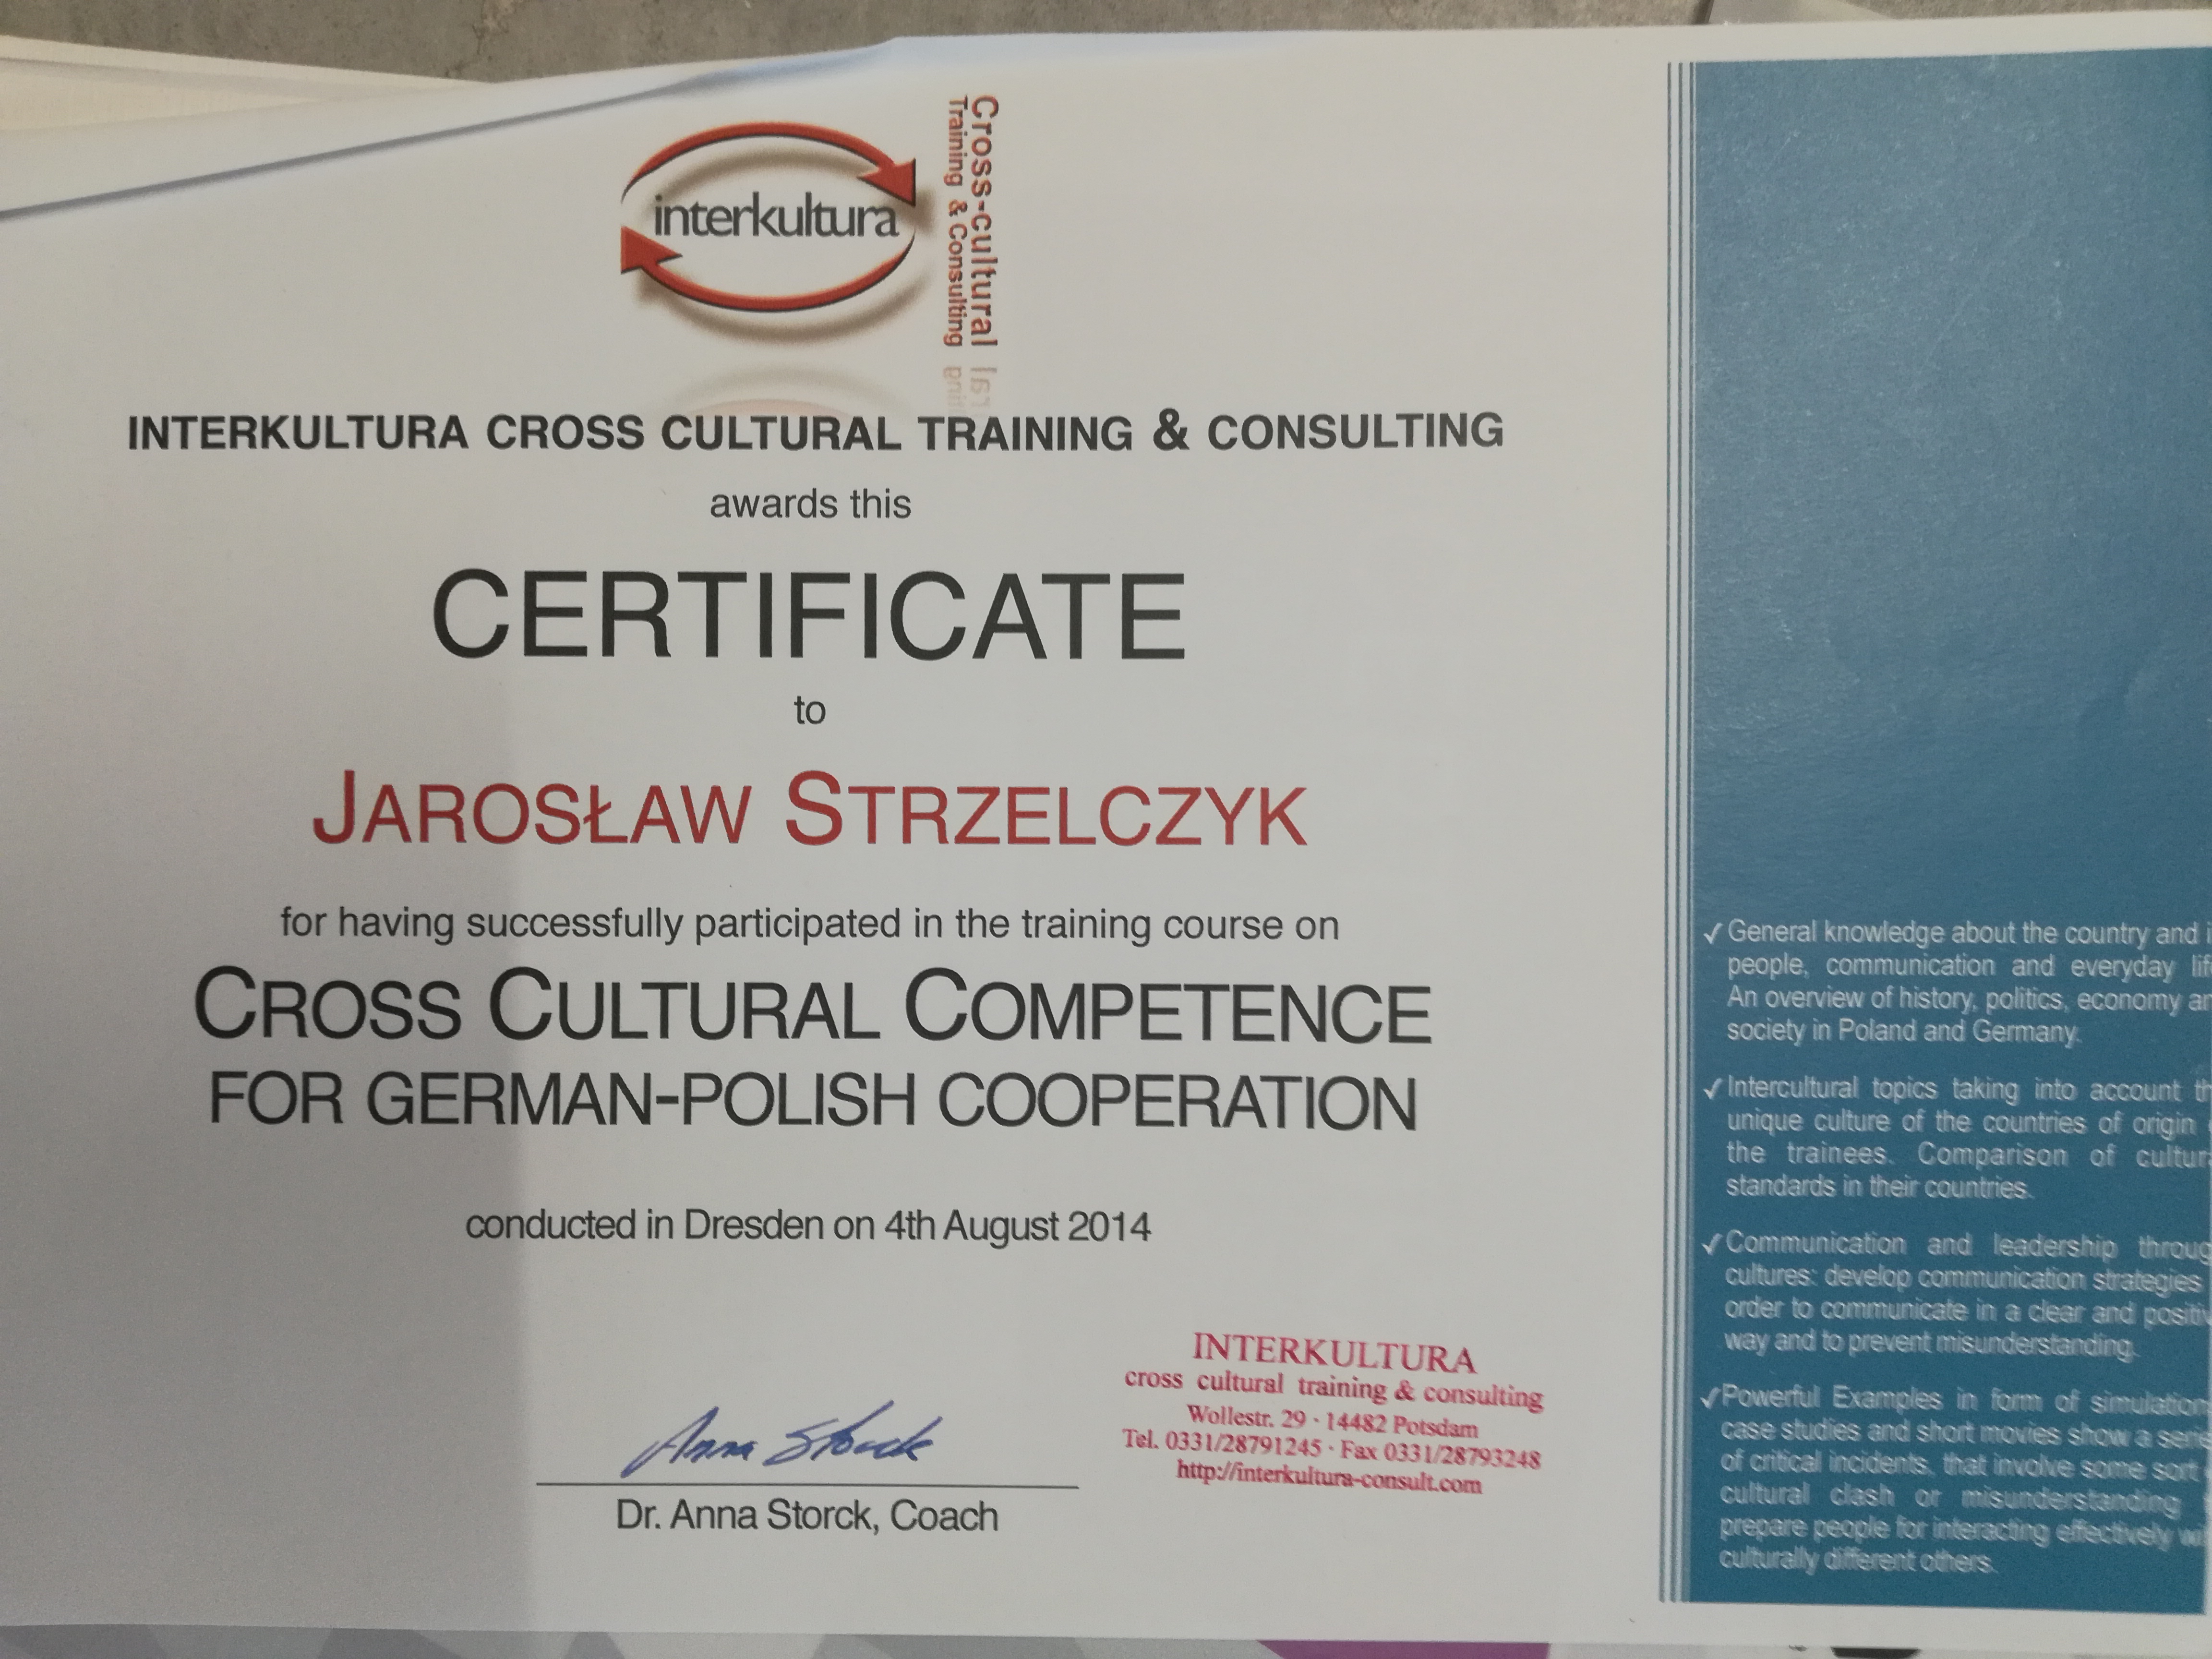 interkultura
Cross-cultural
Training & Consulting
INTERKULTURA CROSS CULTURAL TRAINING & CONSULTING
awards this
CERTIFICATE
to
JAROSŁAW STRZELCZYK
for having successfully participated in the training course on
CROSS CULTURAL COMPETENCE
FOR GERMAN-POLISH COOPERATION
conducted in Dresden on 4th August 2014
Anna Storck
Dr. Anna Storck, Coach
INTERKULTURA
cross cultural training & consulting
Wollestr. 29 · 14482 Potsdam
Tel. 0331/28791245 · Fax 0331/28793248
http://interkultura-consult.com
✓ General knowledge about the country and
people, communication and everyday
An overview of history, politics, economy
society in Poland and Germany.
✓ Intercultural topics taking into account
unique culture of the countries of origin
the trainees. Comparison of
standards in their countries.
✓ Communication and leadership
cultures: develop communication strategies
order to communicate in a clear and
way and to prevent misunderstanding.
✓ Powerful Examples in form of
case studies and short movies show a
of critical incidents, that involve some sort
cultural clash or misunderstanding
prepare people for interacting effectively
culturally different others.